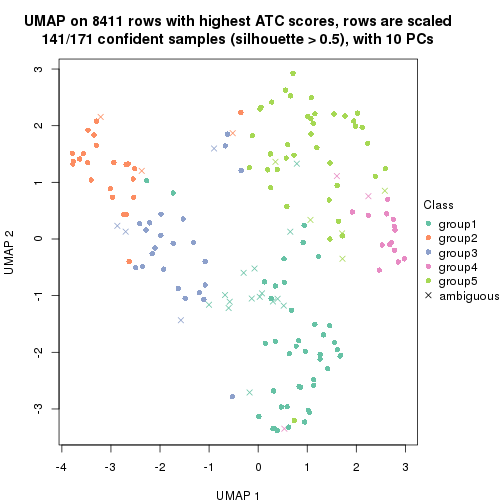 UMAP on 8411 rows with highest ATC scores, rows are scaled
141/171 confident samples (silhouette > 0.5), with 10 PCs
3
2
1
0
-1
-2
-3
UMAP 2
-4
-3
-2
-1
0
1
2
3
UMAP 1
Class
group1
group2
group3
group4
group5
ambiguous